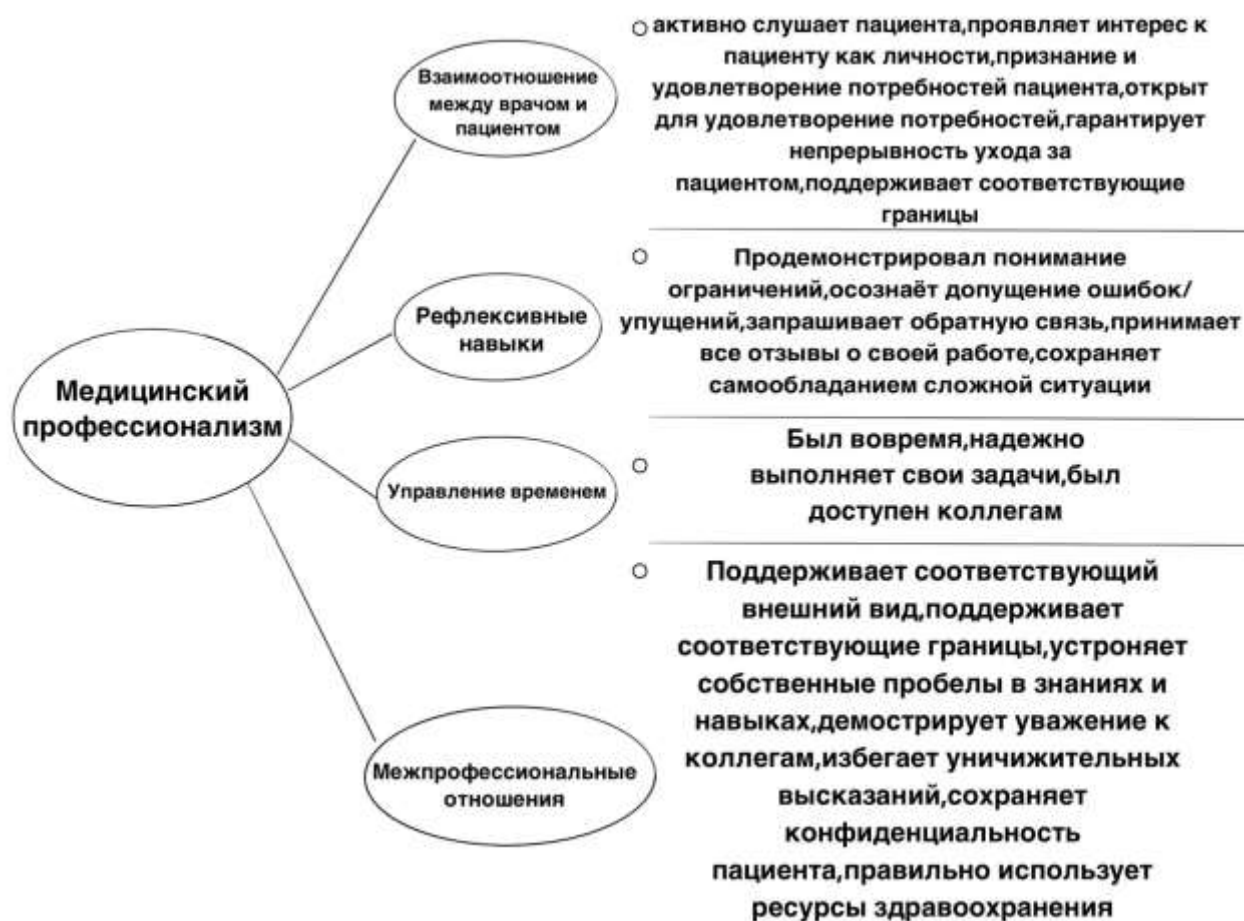 Медицинский
профессионализм
Взаимоотношение
между врачом и
пациентом
активно слушает пациента,проявляет интерес к
пациенту как личности,признание и
удовлетворение потребностей пациента,открыт
для удовлетворение потребностей,гарантирует
непрерывность ухода за
пациентом,поддерживает соответствующие
границы
Рефлексивные
навыки
Продемонстрировал понимание
ограничений,осознаёт допущение ошибок/
упущений,запрашивает обратную связь,принимает
все отзывы о своей работе,сохраняет
самообладанием сложной ситуации
Управление временем
Был вовремя,надежно
выполняет свои задачи,был
доступен коллегам
Межпрофессиональные
отношения
Поддерживает соответствующий
внешний вид,поддерживает
соответствующие границы,устроняет
собственные пробелы в знаниях и
навыках,демострирует уважение к
коллегам,избегает уничижительных
высказаний,сохраняет
конфиденциальность
пациента,правильно использует
ресурсы здравоохранения